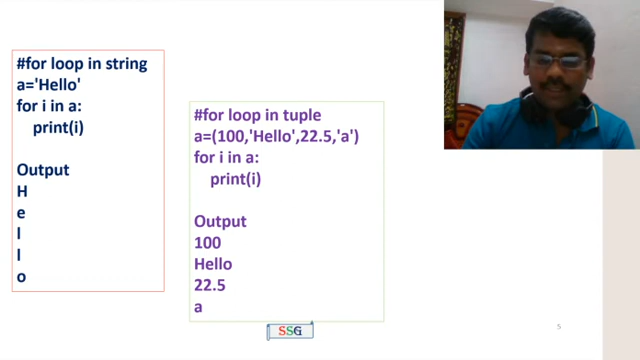 #for loop in string
a='Hello'
for i in a:
    print(i)
Output
H
e
l
l
o
#for loop in tuple
a=(100,'Hello',22.5,'a')
for i in a:
    print(i)
Output
100
Hello
22.5
a
SSG
5